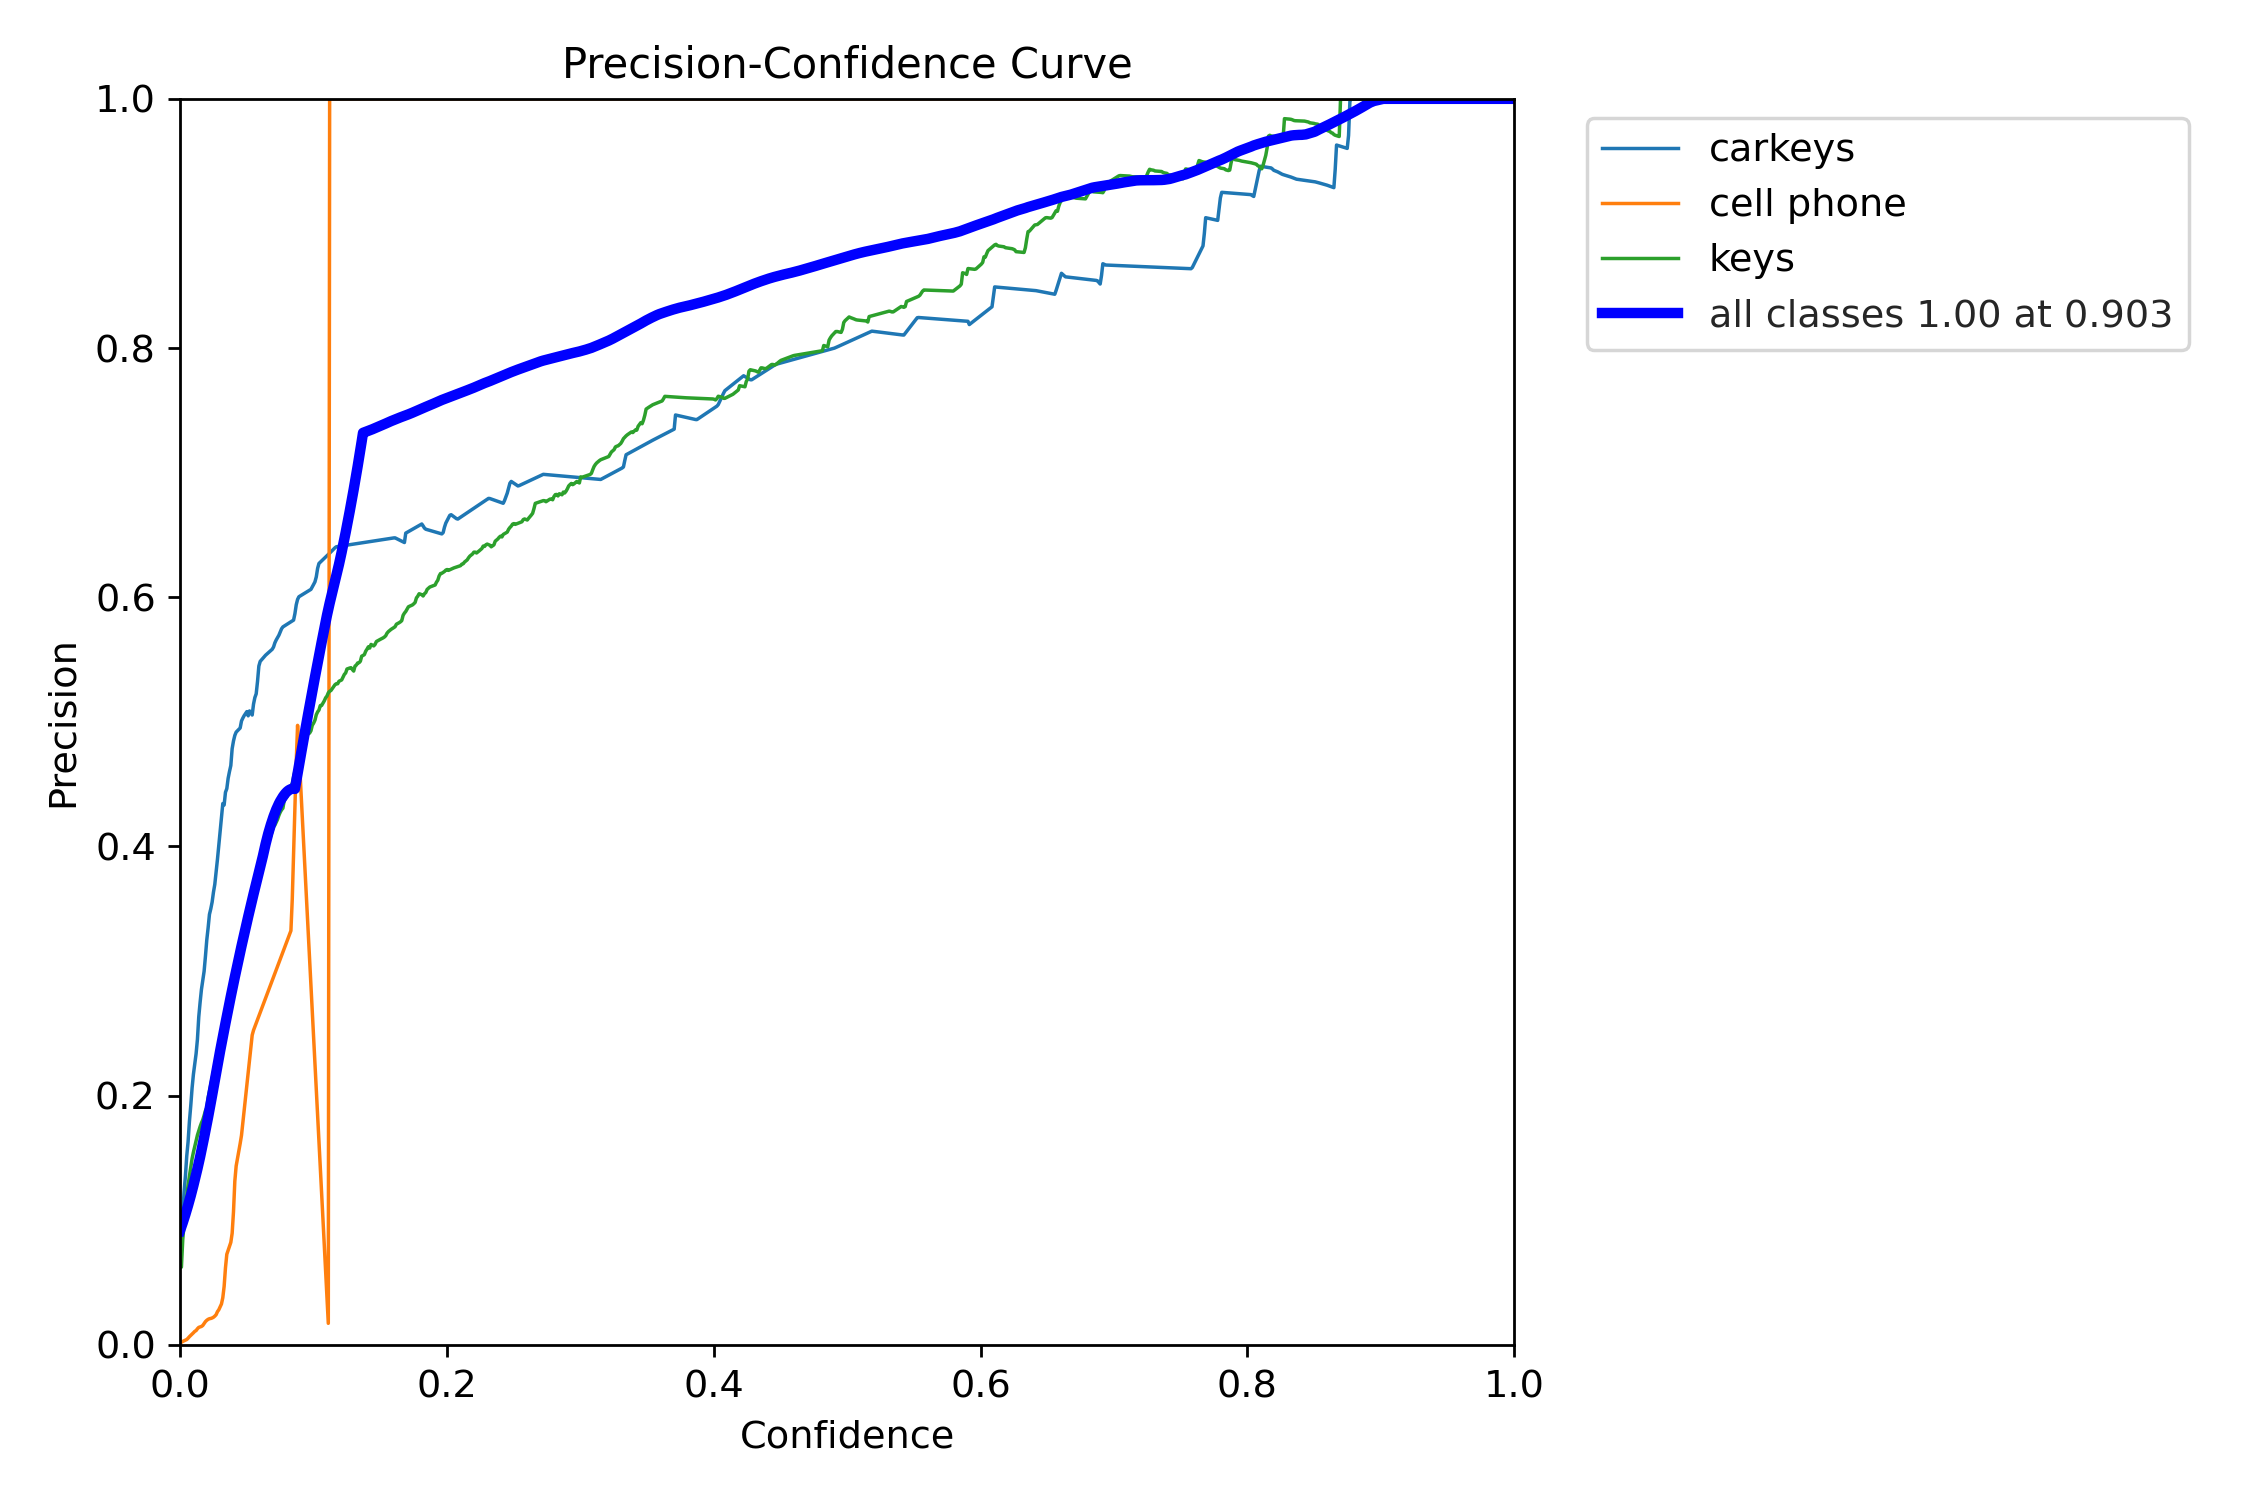 Precision-Confidence Curve
1.0
0.8
0.6
0.4
0.2
0.0
Precision
0.0 0.2 0.4 0.6 0.8 1.0
Confidence
carkeys
cell phone
keys
all classes 1.00 at 0.903